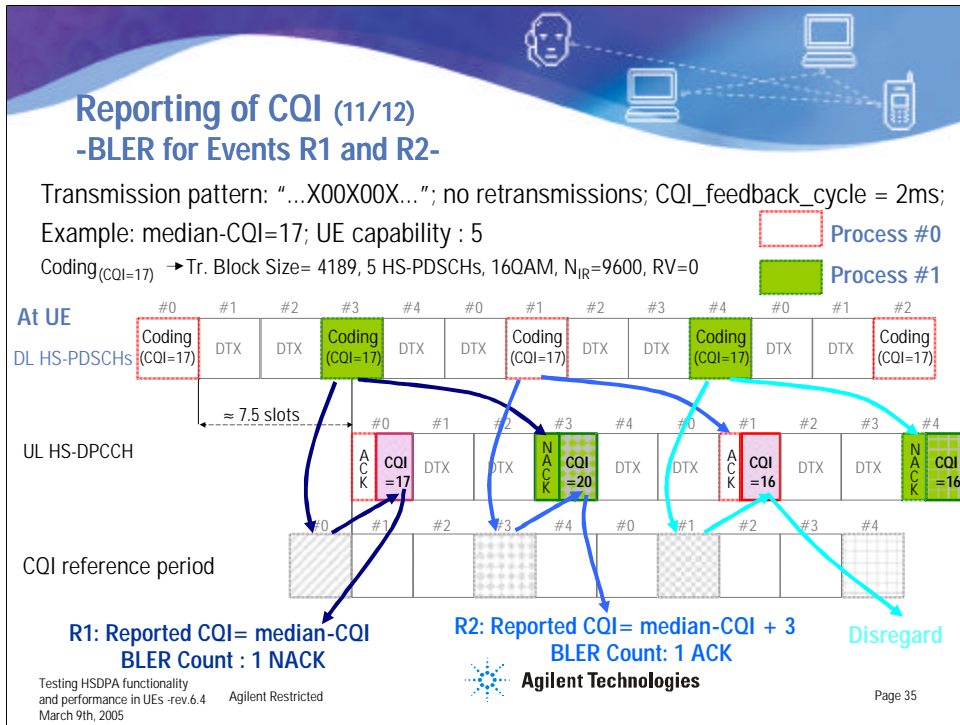 Reporting of CQI (11/12)
-BLER for Events R1 and R2-
Transmission pattern: “...X00X00X...”; no retransmissions; CQI_feedback_cycle = 2ms;
Example: median-CQI=17; UE capability : 5
Process #0
Coding(CQI=17) → Tr. Block Size= 4189, 5 HS-PDSCHs, 16QAM, NIR=9600, RV=0
Process #1
At UE
#0 #1 #2 #3 #4 #0 #1 #2 #3 #4 #0 #1 #2
DL HS-PDSCHs
Coding (CQI=17) DTX DTX Coding (CQI=17) DTX DTX Coding (CQI=17) DTX DTX Coding (CQI=17) DTX DTX Coding (CQI=17)
≈ 7.5 slots
#0 #1 #2 #3 #4 #0 #1 #2 #3 #4
UL HS-DPCCH
ACK CQI =17 DTX DTX NACK CQI =20 DTX DTX ACK CQI =16 DTX DTX NACK CQI =16
#0 #1 #2 #3 #4 #0 #1 #2 #3 #4
CQI reference period
R1: Reported CQI= median-CQI
BLER Count : 1 NACK
R2: Reported CQI= median-CQI + 3
BLER Count: 1 ACK
Disregard
Testing HSDPA functionality
and performance in UEs -rev.6.4
March 9th, 2005
Agilent Restricted
Agilent Technologies
Page 35